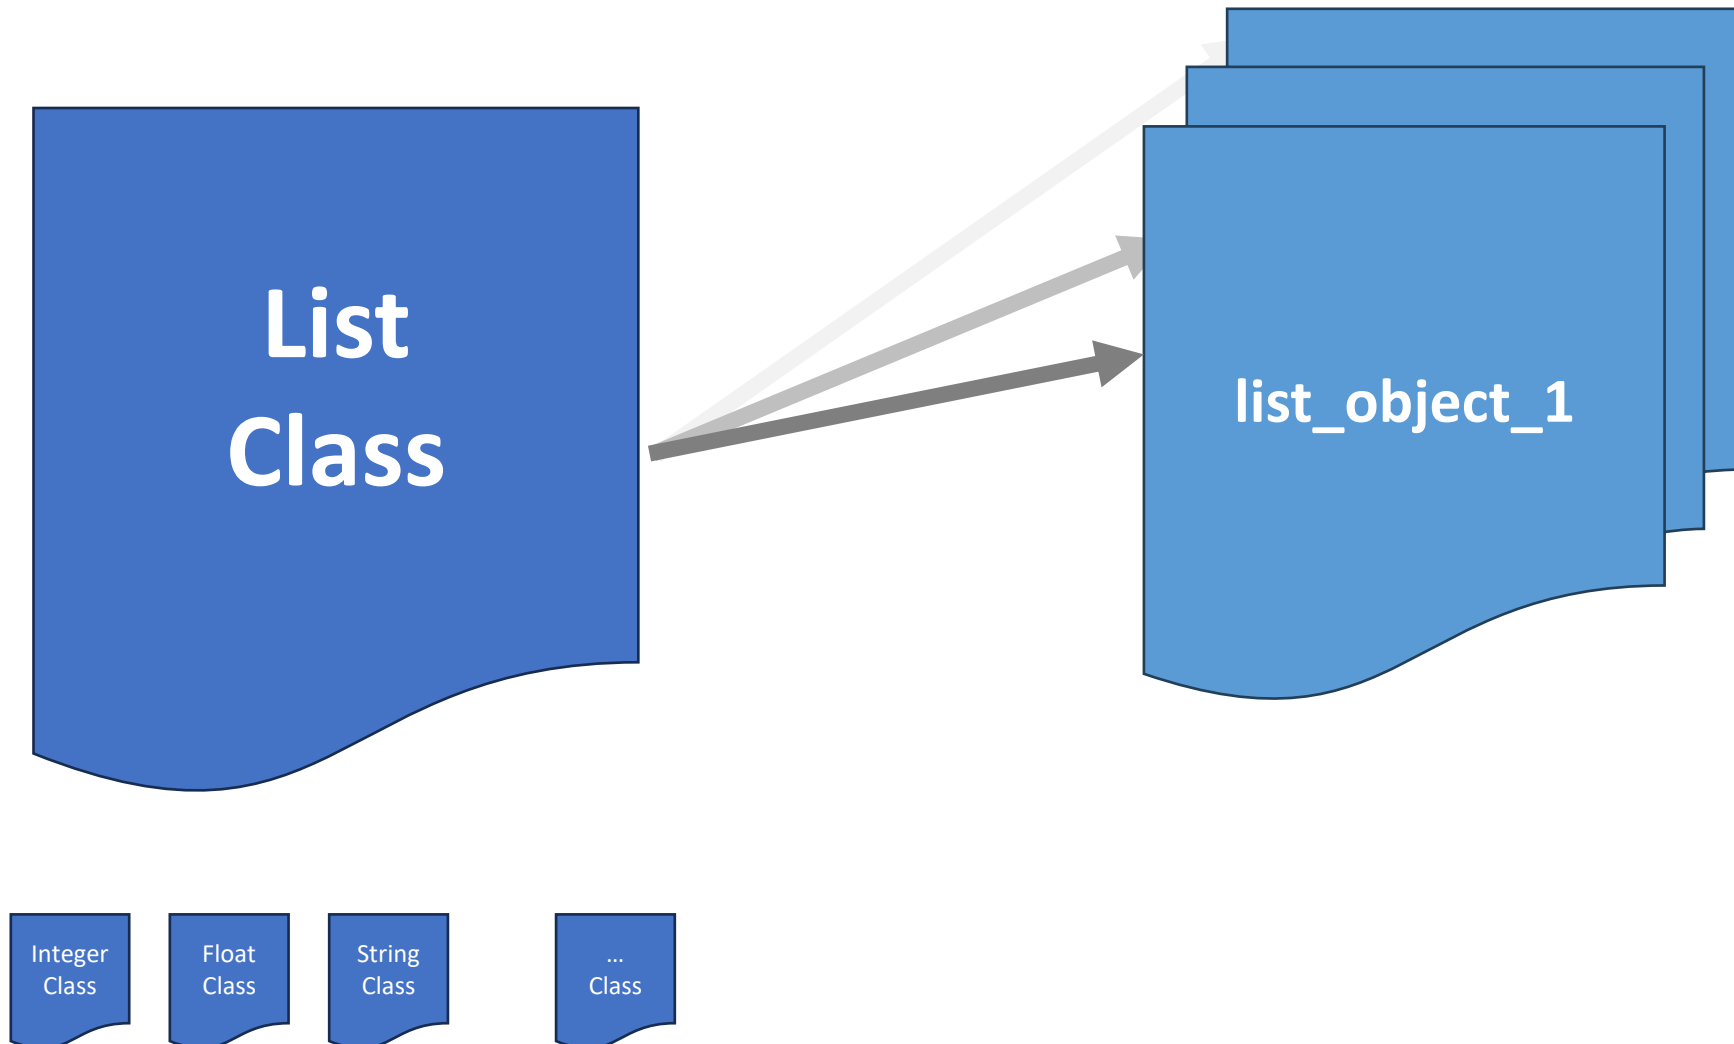 List
Class
list_object_1
Integer
Class
Float
Class
String
Class
...
Class